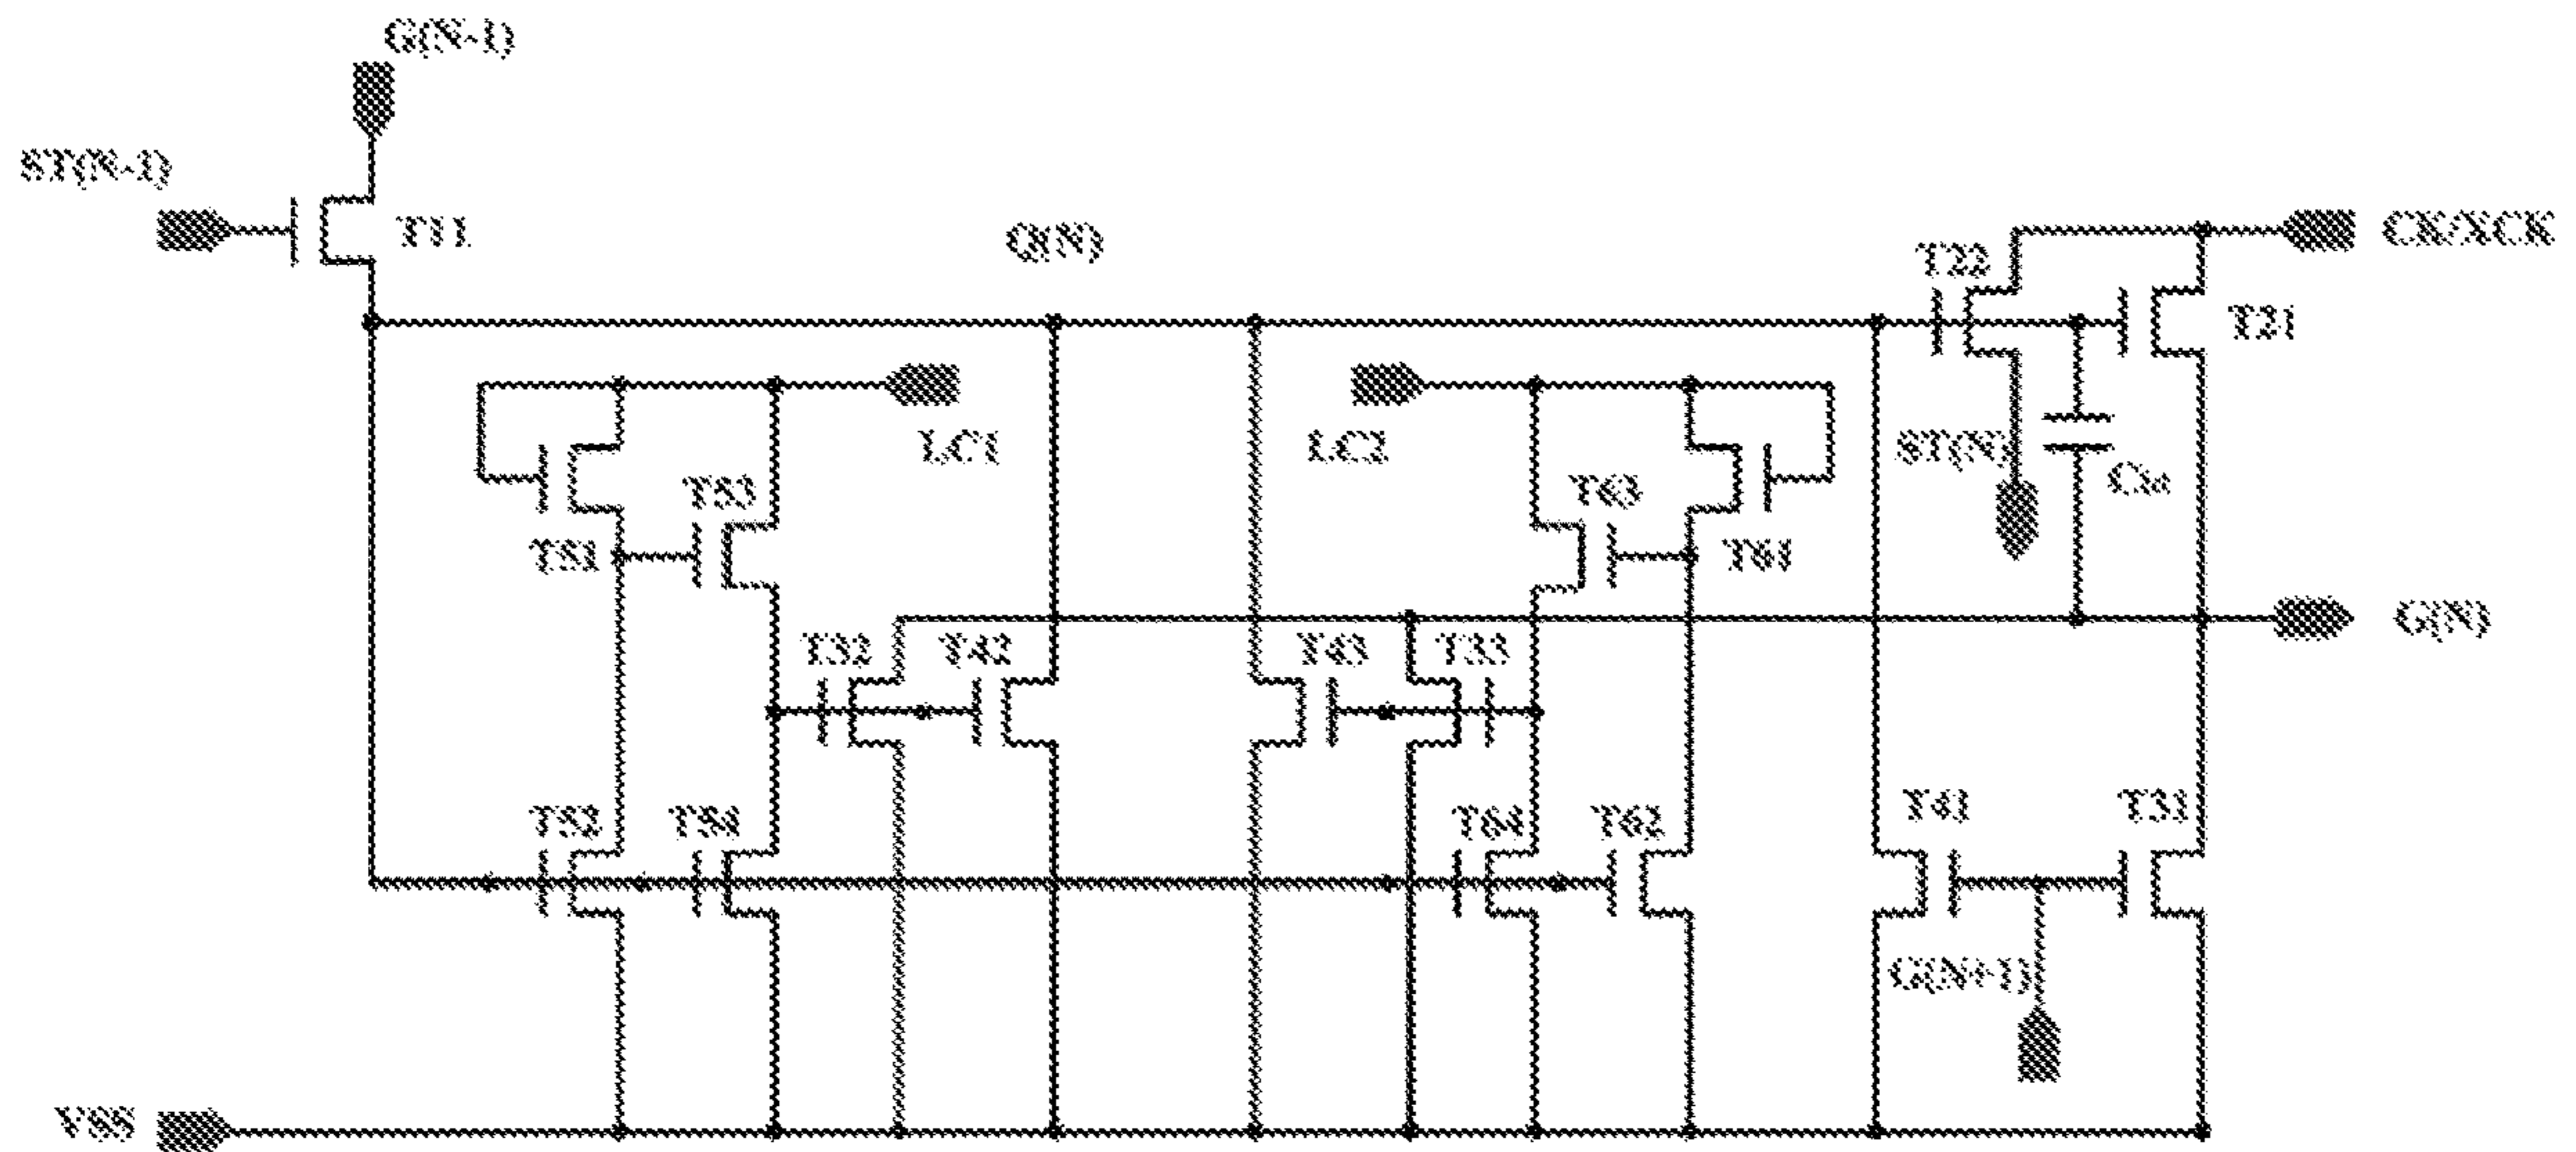 G(N-1)
ST(N-1)
T11
Q(N)
T22
CK/XCK
T21
LC1
LC2
ST(N)
T53
T63
T51
T61
G(N)
T32
T42
T43
T33
T52
T54
T64
T62
T41
T31
G(N+1)
VSS